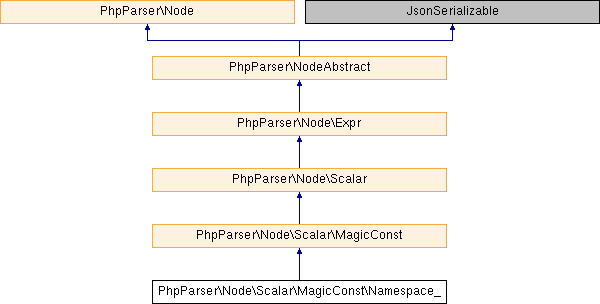 PhpParser\Node
JsonSerializable
PhpParser\NodeAbstract
PhpParser\Node\Expr
PhpParser\Node\Scalar
PhpParser\Node\Scalar\MagicConst
PhpParser\Node\Scalar\MagicConst\Namespace_